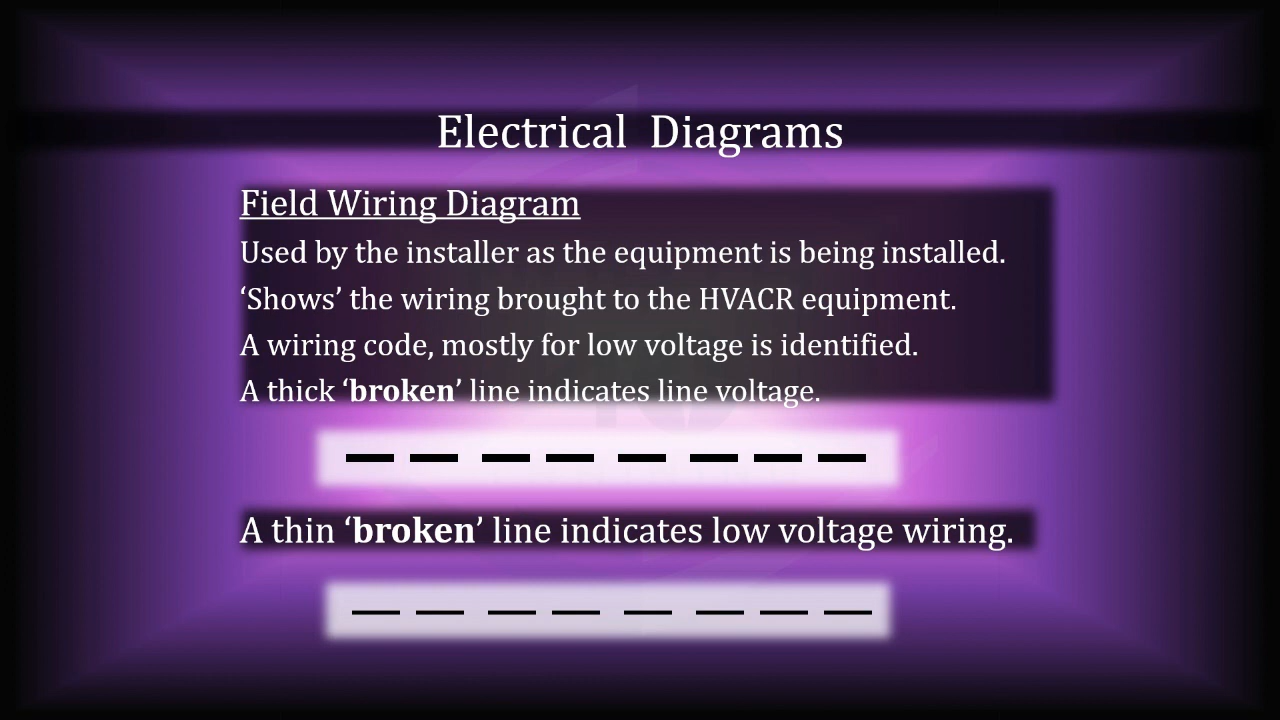 Electrical Diagrams
Field Wiring Diagram
Used by the installer as the equipment is being installed.
‘Shows’ the wiring brought to the HVACR equipment.
A wiring code, mostly for low voltage is identified.
A thick ‘broken’ line indicates line voltage.
A thin ‘broken’ line indicates low voltage wiring.